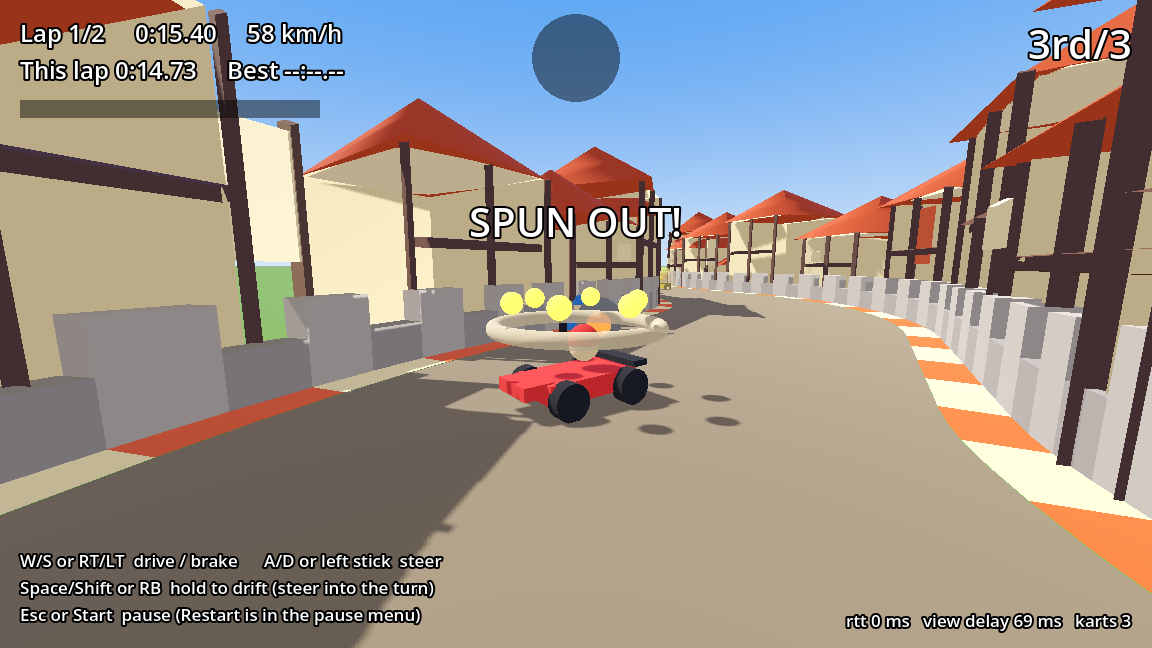 Lap 1/2 0:15.40 58 km/h
3rd/3
This lap 0:14.73 Best --:--.--
SPUN OUT!
W/S or RT/LT drive / brake A/D or left stick steer
Space/Shift or RB hold to drift (steer into the turn)
Esc or Start pause (Restart is in the pause menu)
rtt 0 ms view delay 69 ms karts 3